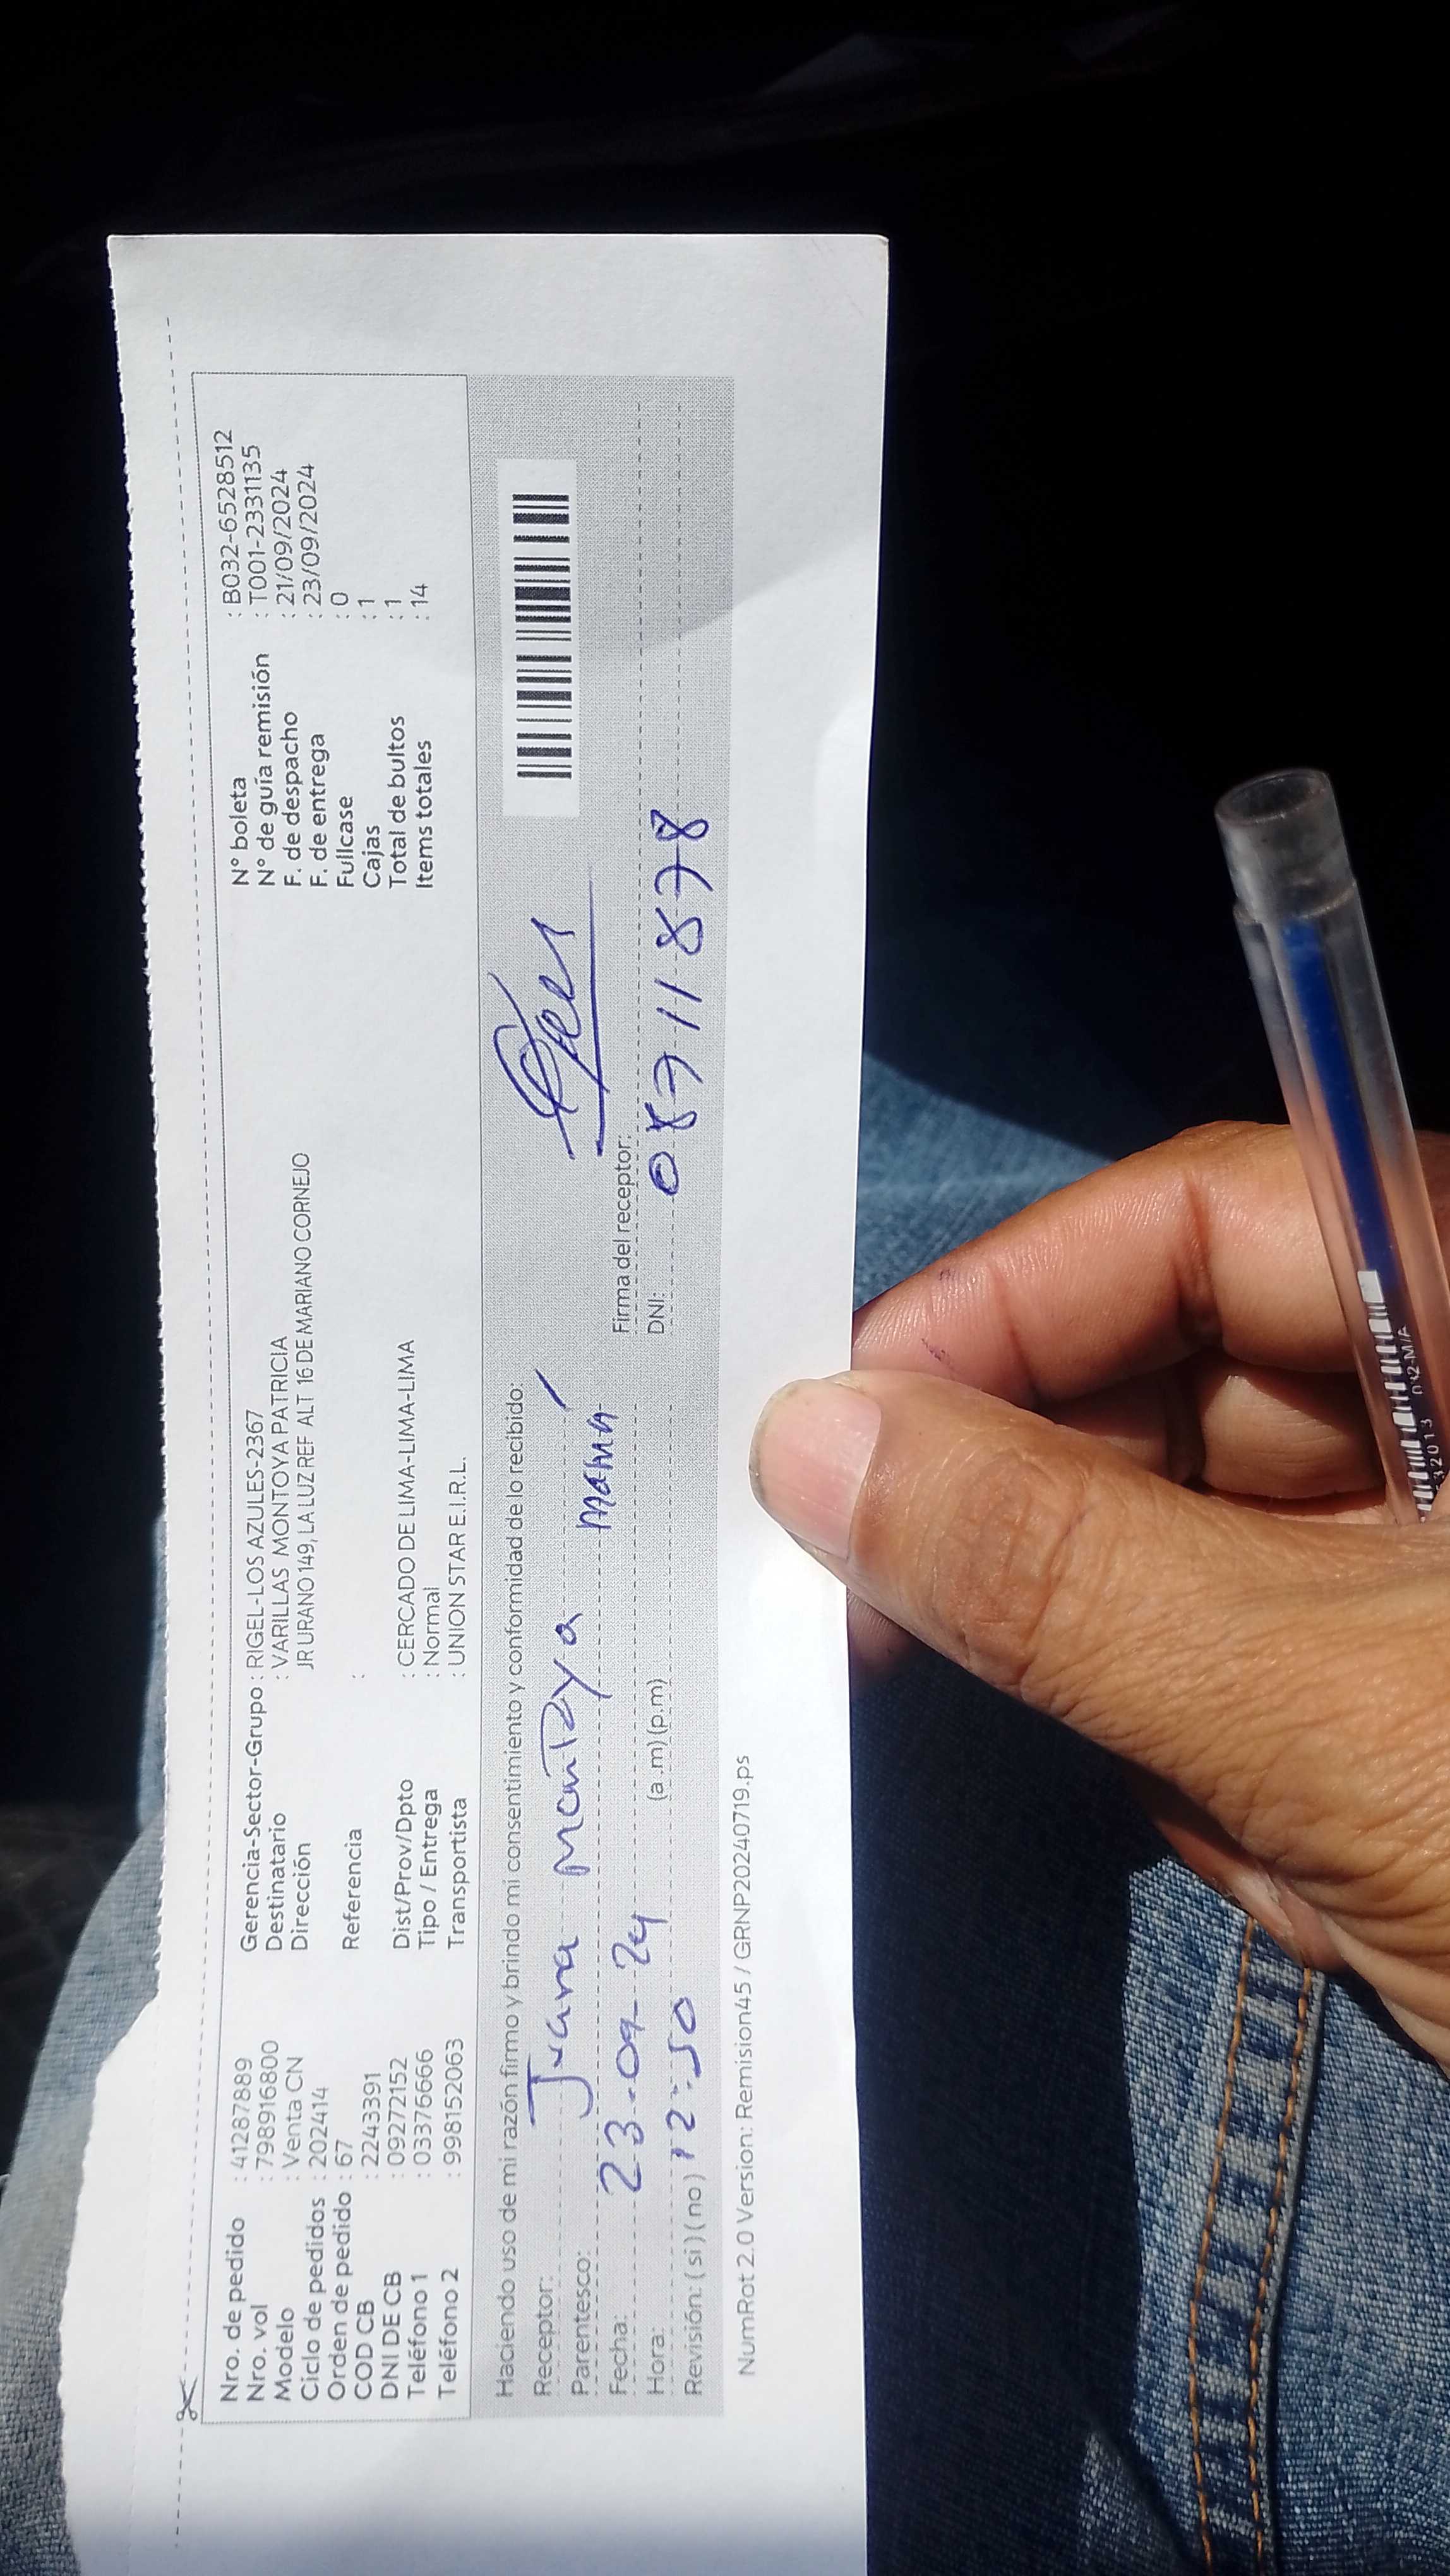 Nro. de pedido : 41287889
Nro. vol : 798916800
Modelo : Venta CN
Ciclo de pedidos : 202414
Orden de pedido : 67
COD CB : 2243391
DNI DE CB : 09272152
Teléfono 1 : 03376666
Teléfono 2 : 998152063
Gerencia-Sector-Grupo : RIGEL-LOS AZULES-2367
Destinatario : VARILLAS MONTOYA PATRICIA
Dirección JR URANO 149, LA LUZ REF ALT 16 DE MARIANO CORNEJO
Referencia :
Dist/Prov/Dpto : CERCADO DE LIMA-LIMA-LIMA
Tipo / Entrega : Normal
Transportista : UNION STAR E.I.R.L.
N° boleta : B032-6528512
N° de guía remisión : T001-2331135
F. de despacho : 21/09/2024
F. de entrega : 23/09/2024
Fullcase : 0
Cajas : 1
Total de bultos : 1
Items totales : 14
Haciendo uso de mi razón firmo y brindo mi consentimiento y conformidad de lo recibido:
Receptor: Juana montoya
Parentesco: mamá
Fecha: 23-09-24
Hora: 12:50 (a.m) (p.m)
Revisión: (si) (no)
Firma del receptor:
DNI: 08711878
NumRot 2.0 Version: Remision45 / GRNP20240719.ps